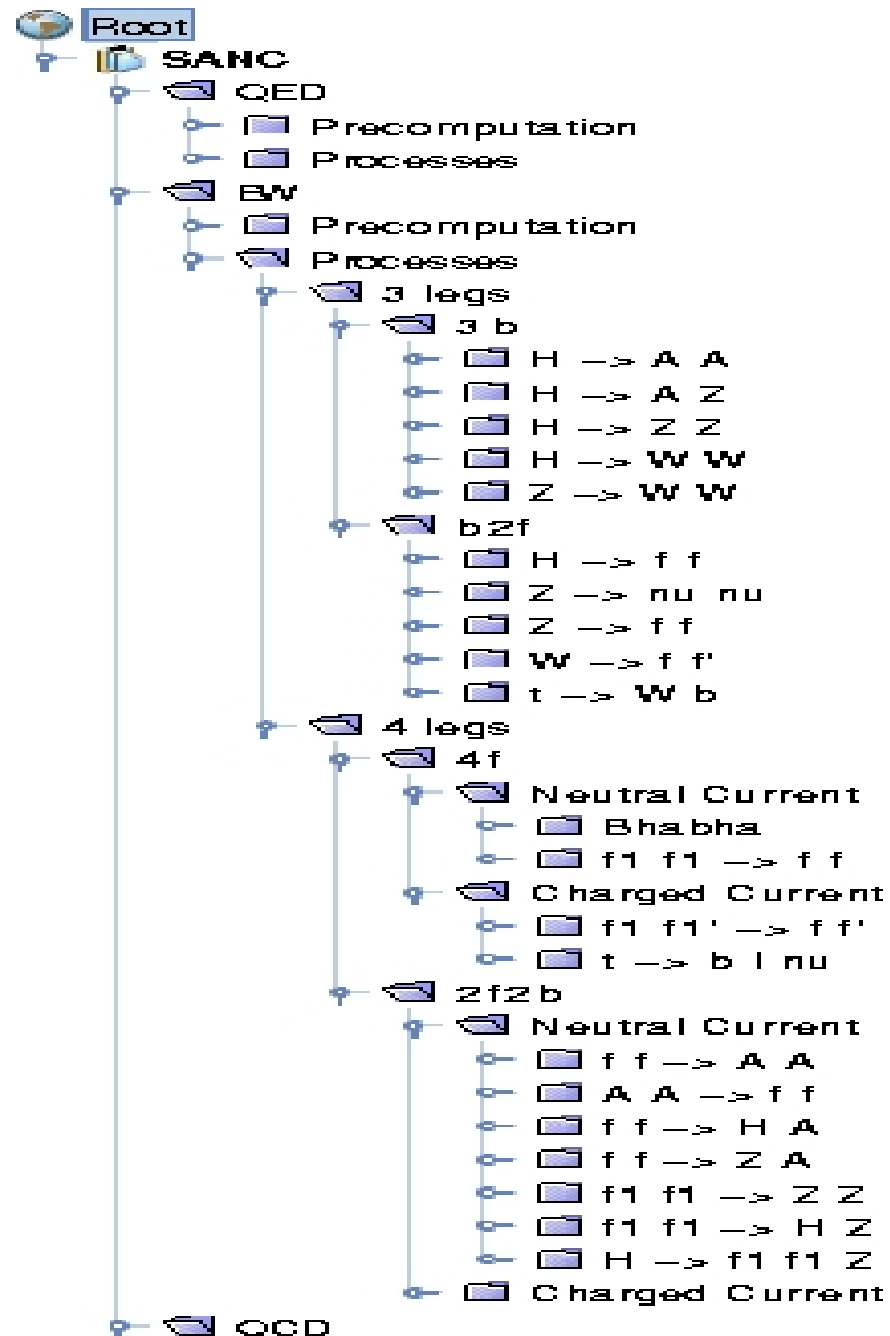 Root
SANC
QED
Precomputation
Processes
EW
Precomputation
Processes
3 legs
3 b
H —> A A
H —> A Z
H —> Z Z
H —> W W
Z —> W W
b2f
H —> f f
Z —> nu nu
Z —> f f
W —> f f'
t —> W b
4 legs
4f
Neutral Current
Bhabha
f1 f1 —> f f
Charged Current
f1 f1' —> f f'
t —> b l nu
2f2b
Neutral Current
f f —> A A
A A —> f f
f f —> H A
f f —> Z A
f1 f1 —> Z Z
f1 f1 —> H Z
H —> f1 f1 Z
Charged Current
QCD